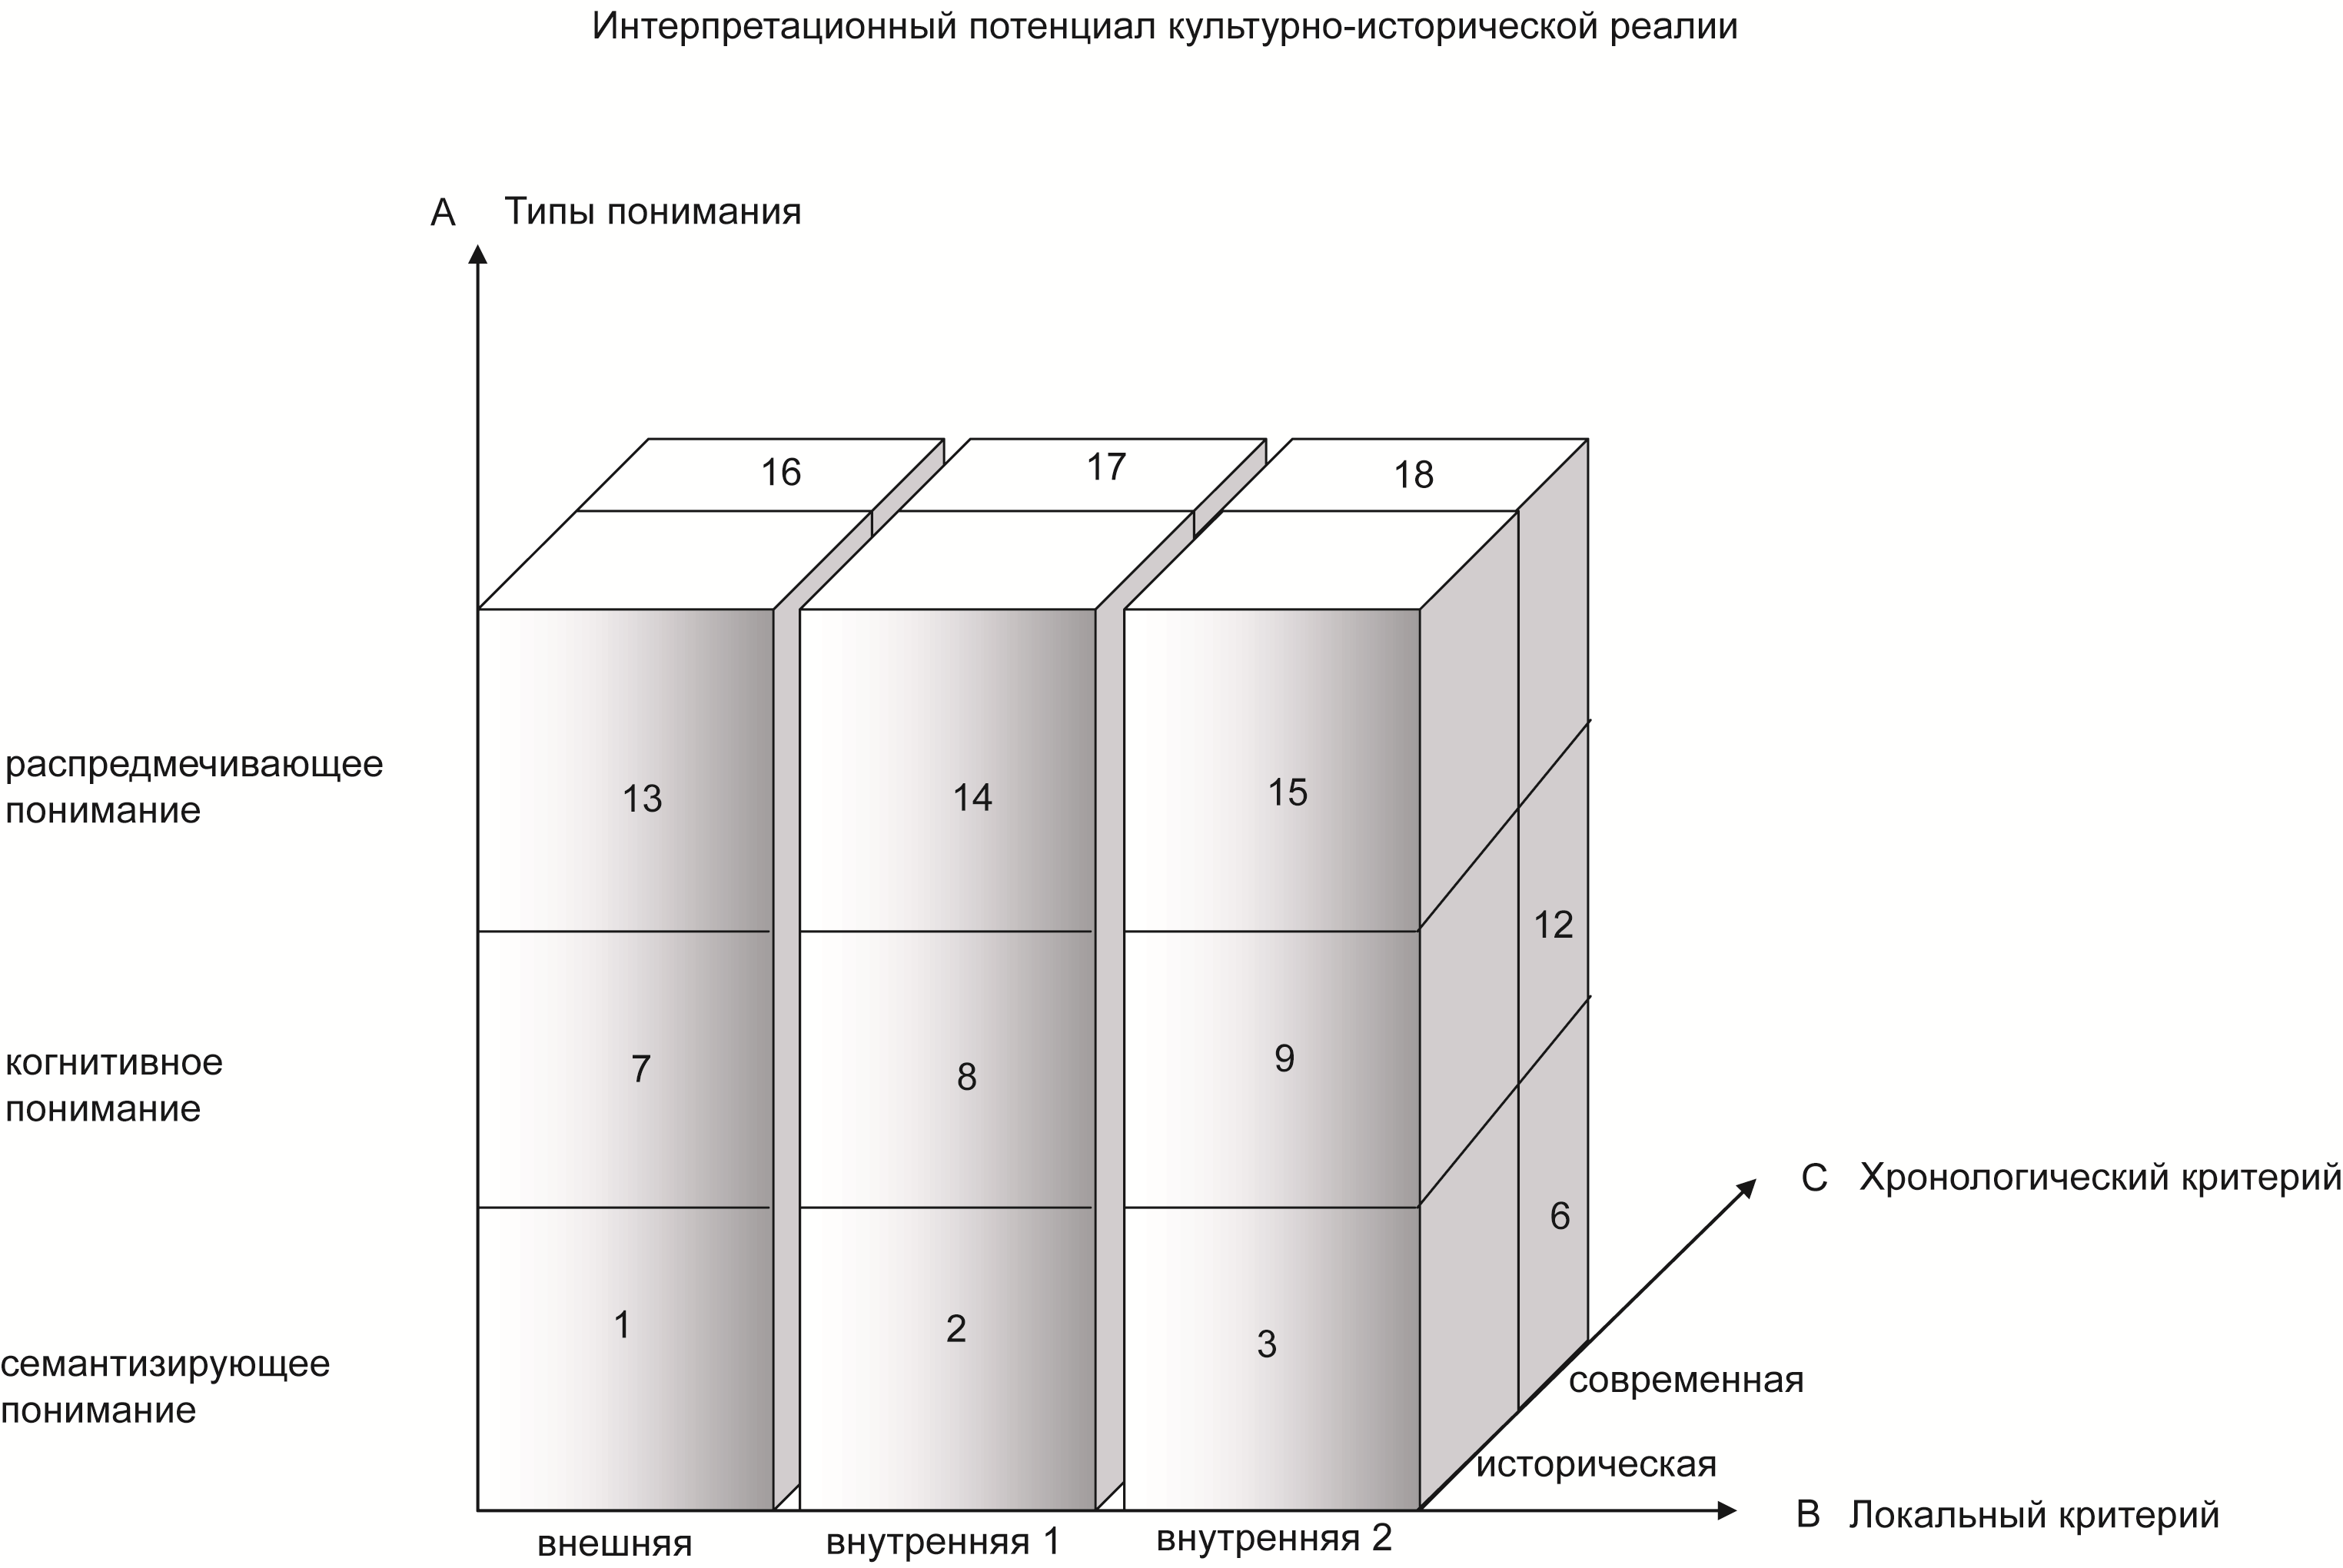 Интерпретационный потенциал культурно-исторической реалии
А Типы понимания
16
17
18
распредмечивающее
понимание
13
14
15
12
когнитивное
понимание
7
8
9
С Хронологический критерий
6
семантизирующее
понимание
1
2
3
современная
историческая
В Локальный критерий
внешняя
внутренняя 1
внутренняя 2